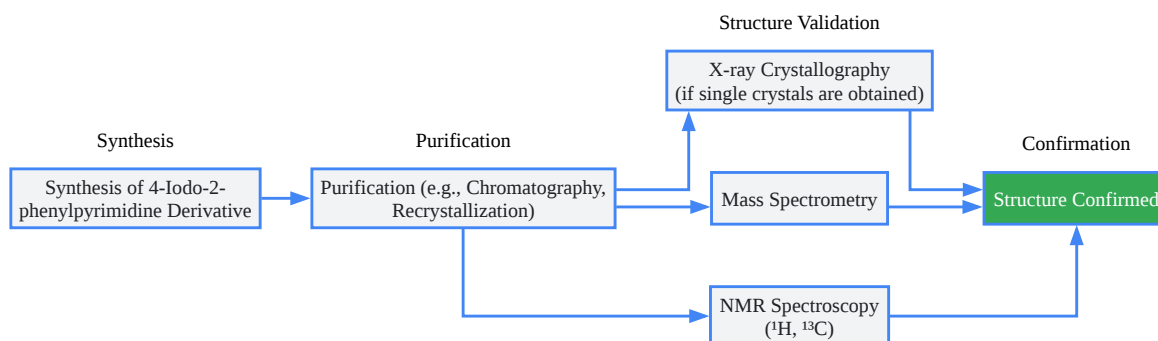 Structure Validation
X-ray Crystallography
(if single crystals are obtained)
Synthesis
Purification
Confirmation
Synthesis of 4-Iodo-2-
phenylpyrimidine Derivative
Purification (e.g., Chromatography,
Recrystallization)
Mass Spectrometry
Structure Confirmed
NMR Spectroscopy
(¹H, ¹³C)